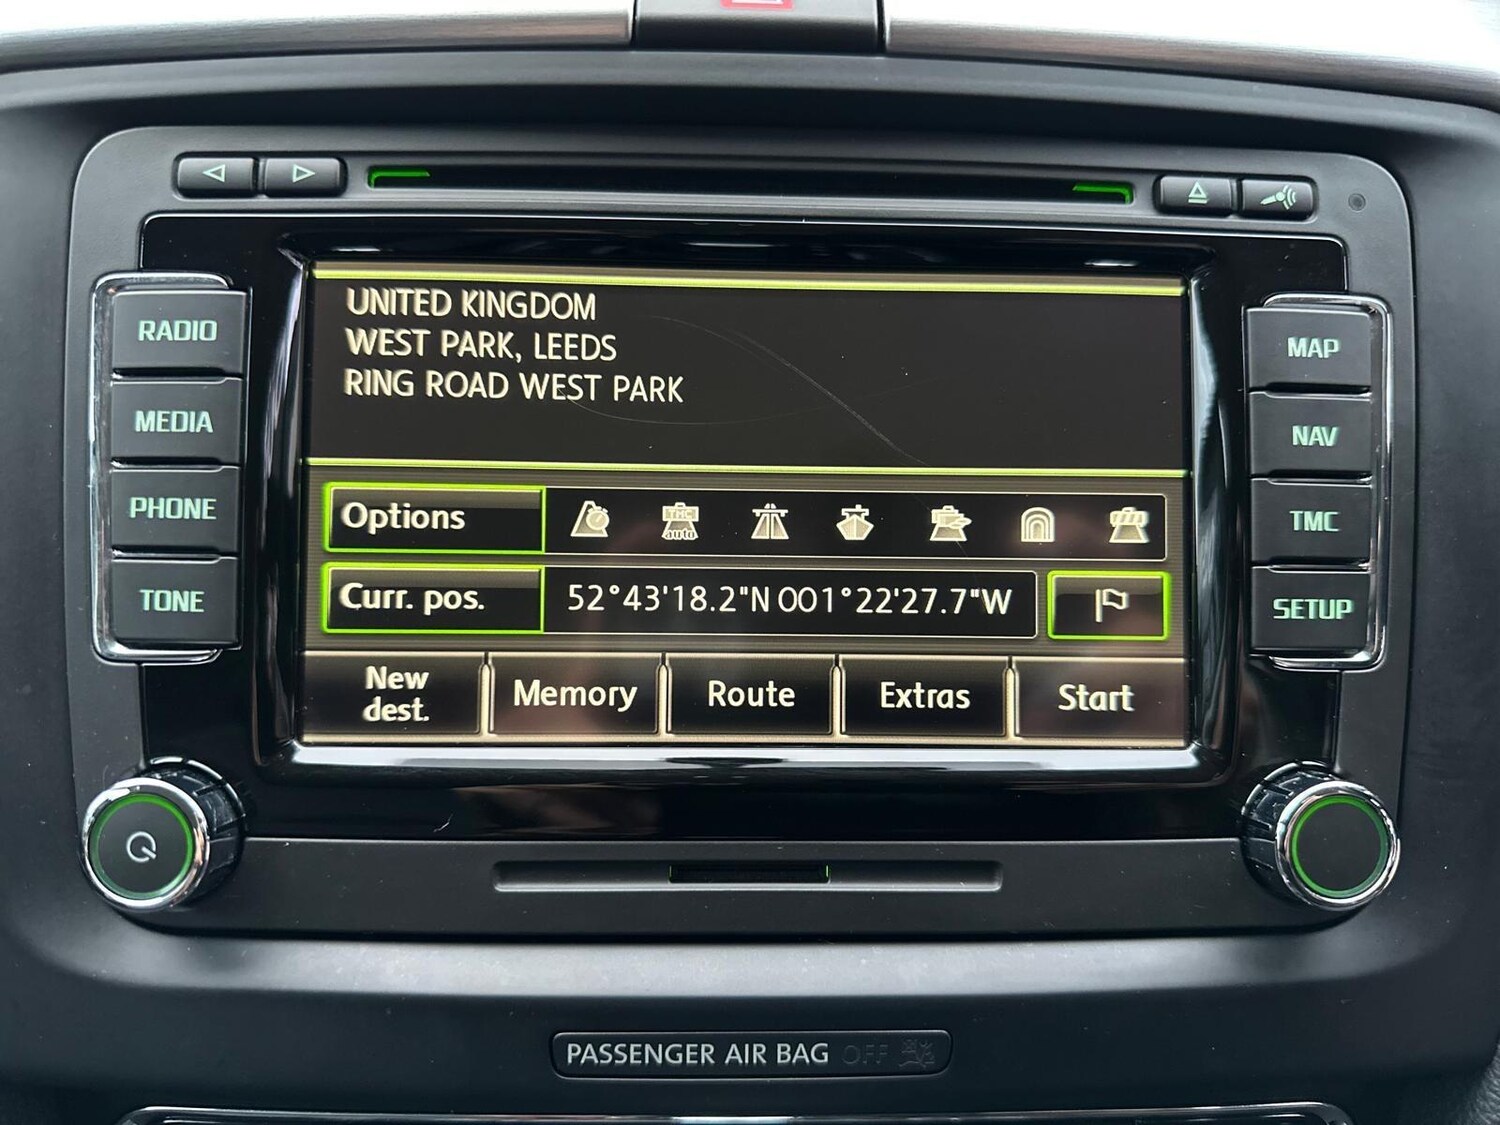 UNITED KINGDOM
WEST PARK, LEEDS
RING ROAD WEST PARK
RADIO
MEDIA
PHONE
TONE
MAP
NAV
TMC
SETUP
Options
TMC
auto
Curr. pos.
52°43'18.2"N 001°22'27.7"W
New
dest.
Memory
Route
Extras
Start
PASSENGER AIR BAG OFF